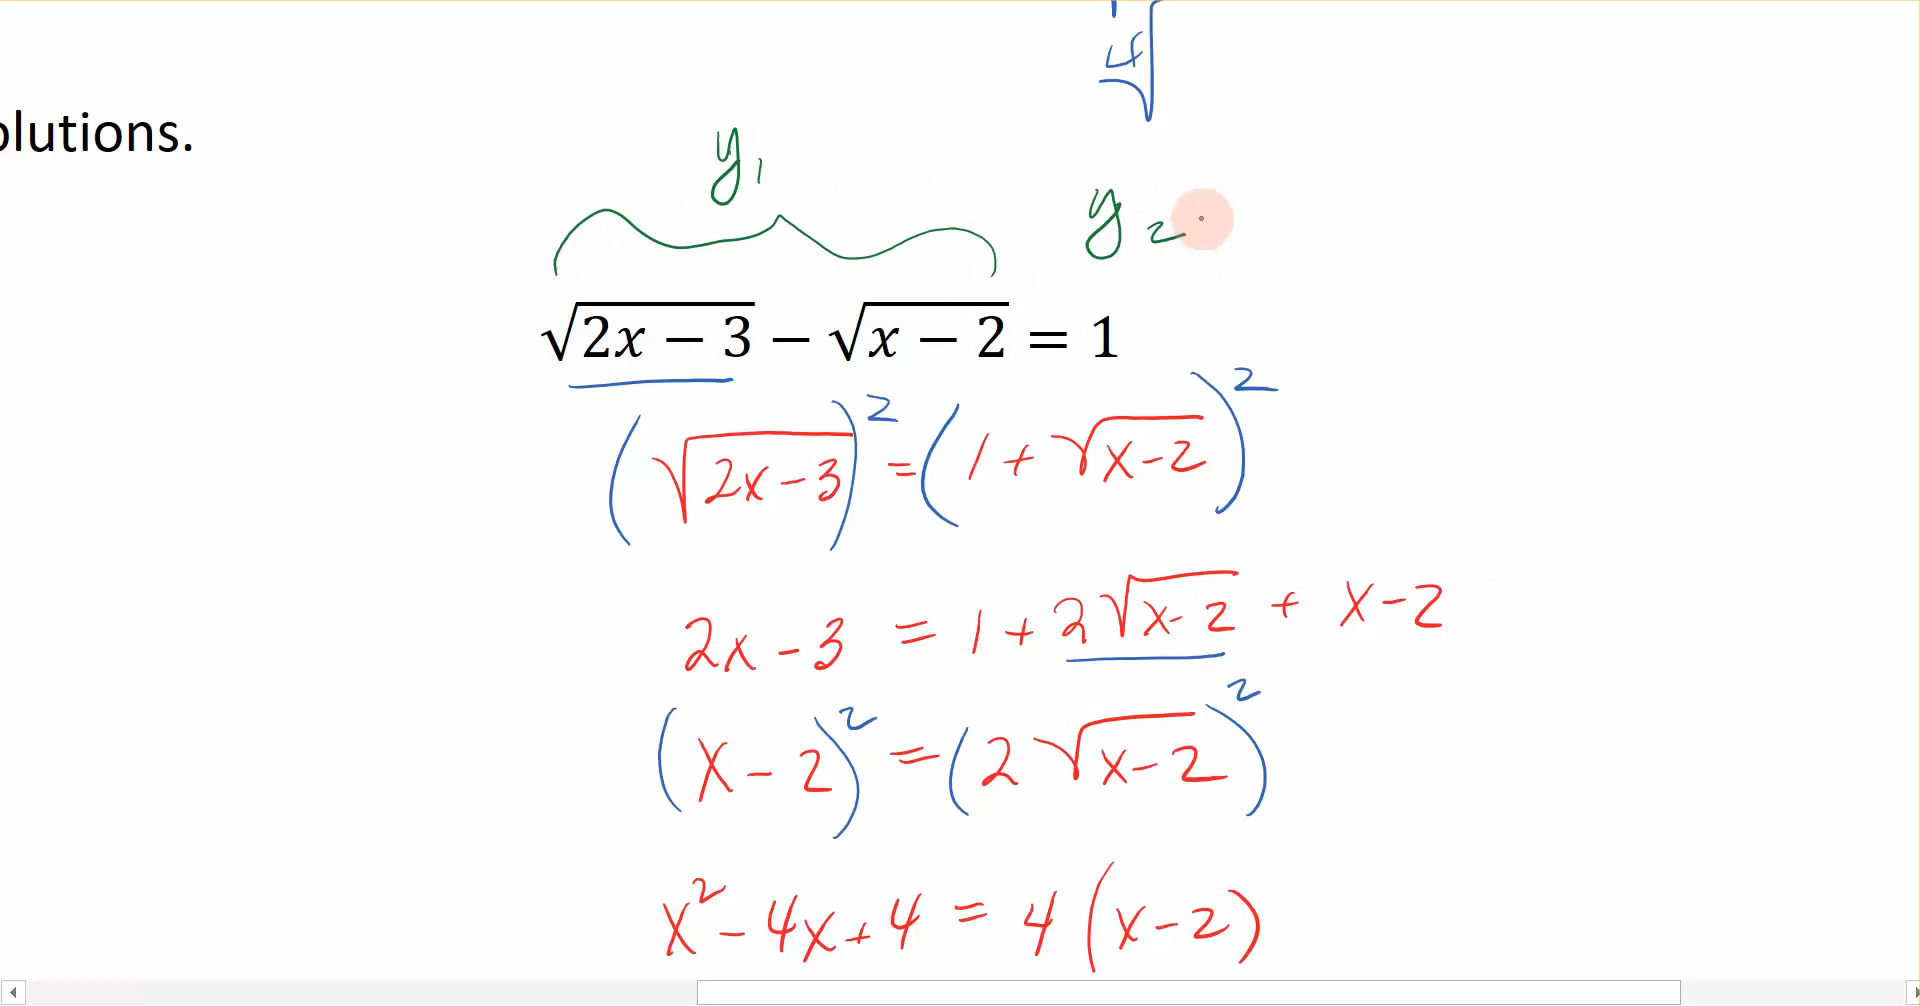 4√
olutions.
y₁
y₂
√(2x − 3) − √(x − 2) = 1
(√(2x-3))² = (1 + √(x-2))²
2x - 3 = 1 + 2√(x-2) + x-2
(x - 2)² = (2√(x-2))²
x² - 4x + 4 = 4(x-2)